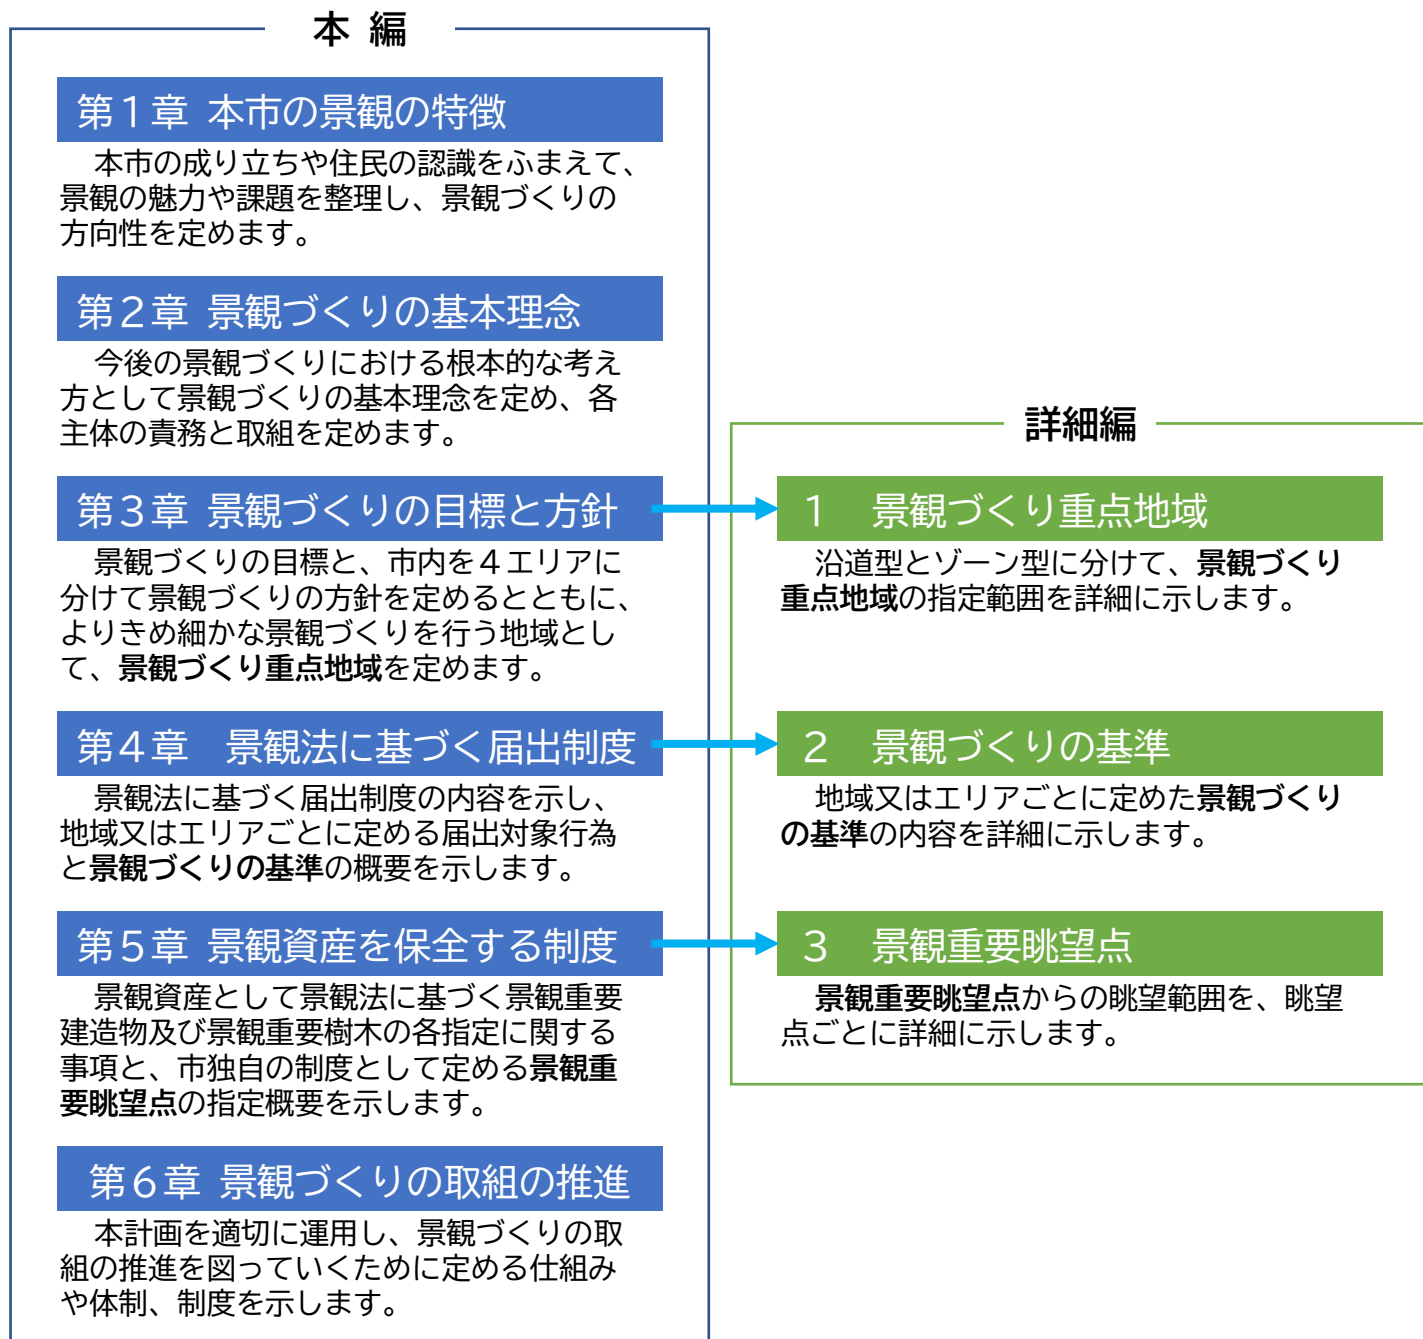 本 編
第１章 本市の景観の特徴
本市の成り立ちや住民の認識をふまえて、
景観の魅力や課題を整理し、景観づくりの
方向性を定めます。
第２章 景観づくりの基本理念
今後の景観づくりにおける根本的な考え
方として景観づくりの基本理念を定め、各
主体の責務と取組を定めます。
第３章 景観づくりの目標と方針
景観づくりの目標と、市内を４エリアに
分けて景観づくりの方針を定めるとともに、
よりきめ細かな景観づくりを行う地域とし
て、景観づくり重点地域を定めます。
第４章　景観法に基づく届出制度
景観法に基づく届出制度の内容を示し、
地域又はエリアごとに定める届出対象行為
と景観づくりの基準の概要を示します。
第５章 景観資産を保全する制度
景観資産として景観法に基づく景観重要
建造物及び景観重要樹木の各指定に関する
事項と、市独自の制度として定める景観重
要眺望点の指定概要を示します。
第６章 景観づくりの取組の推進
本計画を適切に運用し、景観づくりの取
組の推進を図っていくために定める仕組み
や体制、制度を示します。
詳細編
１　景観づくり重点地域
沿道型とゾーン型に分けて、景観づくり
重点地域の指定範囲を詳細に示します。
２　景観づくりの基準
地域又はエリアごとに定めた景観づくり
の基準の内容を詳細に示します。
３　景観重要眺望点
景観重要眺望点からの眺望範囲を、眺望
点ごとに詳細に示します。